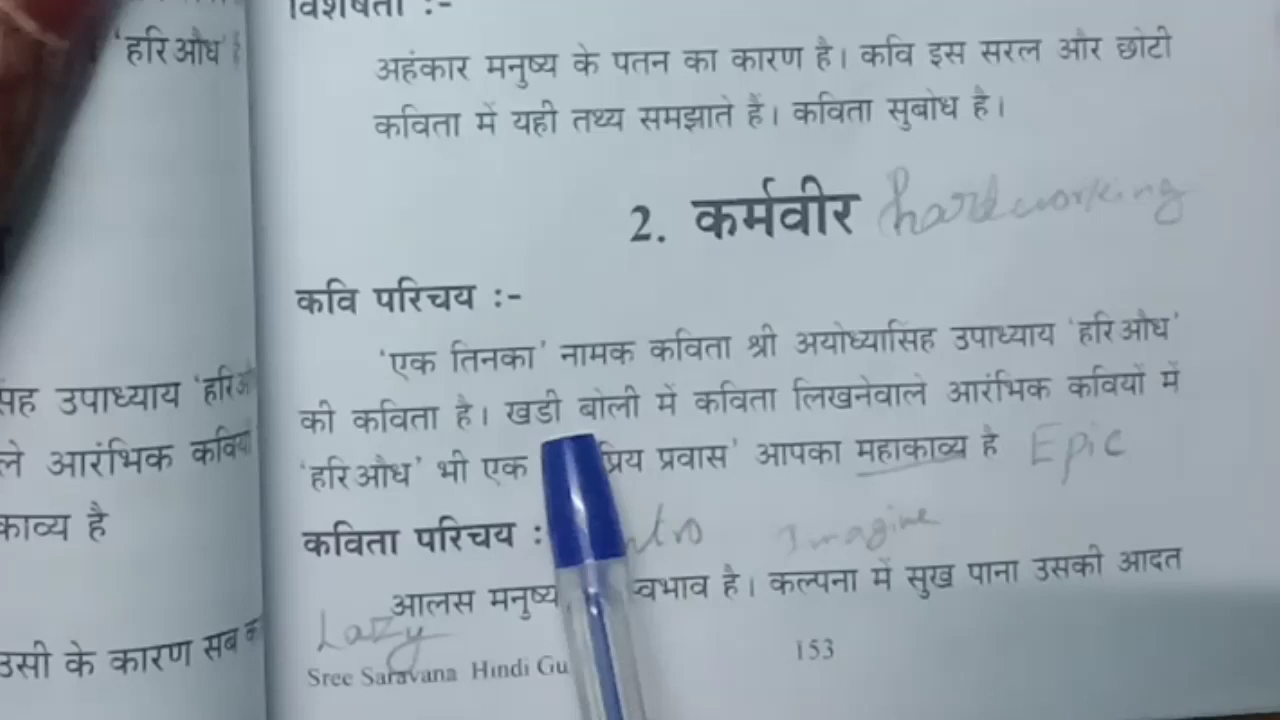 'हरिऔध'
विशेषता :-
अहंकार मनुष्य के पतन का कारण है। कवि इस सरल और छोटी
कविता में यही तथ्य समझाते हैं। कविता सुबोध है।
2. कर्मवीर hardworking
कवि परिचय :-
'एक तिनका' नामक कविता श्री अयोध्यासिंह उपाध्याय 'हरिऔध'
की कविता है। खडी बोली में कविता लिखनेवाले आरंभिक कवियों में
'हरिऔध' भी एक प्रिय प्रवास' आपका महाकाव्य है Epic
कविता परिचय : Imagine
आलस मनुष्य स्वभाव है। कल्पना में सुख पाना उसकी आदत
Lazy
Sree Saravana Hindi Gu
153
उपाध्याय
ले आरंभिक
काव्य है
उसी के कारण सब